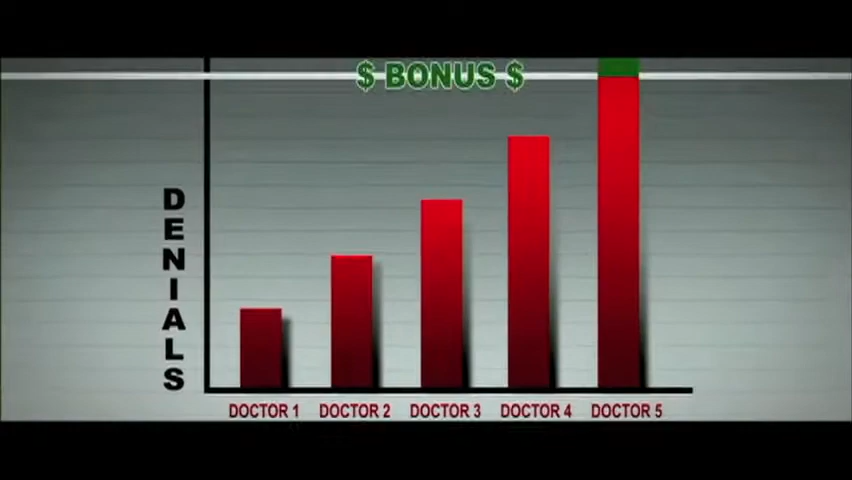 $ BONUS $
DENIALS
DOCTOR 1
DOCTOR 2
DOCTOR 3
DOCTOR 4
DOCTOR 5